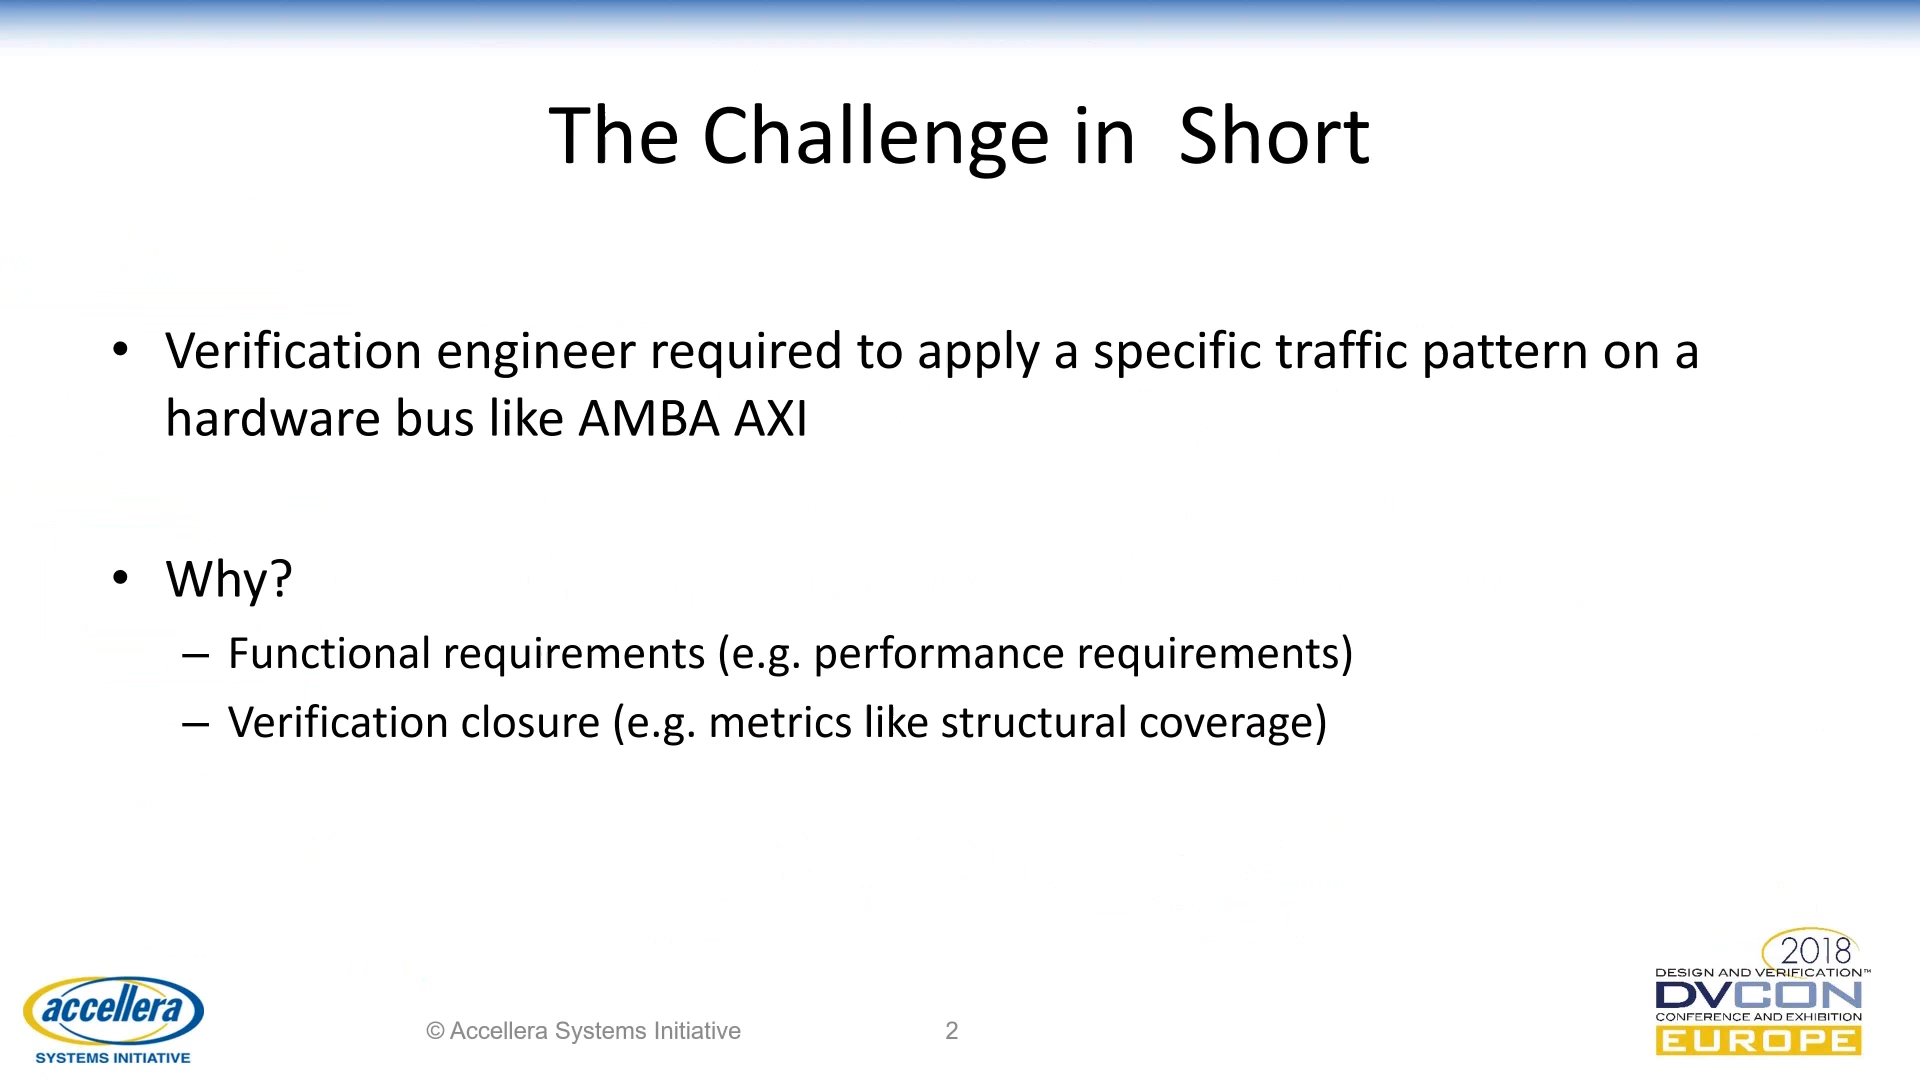 The Challenge in  Short
• Verification engineer required to apply a specific traffic pattern on a
hardware bus like AMBA AXI
• Why?
– Functional requirements (e.g. performance requirements)
– Verification closure (e.g. metrics like structural coverage)
accellera
SYSTEMS INITIATIVE
© Accellera Systems Initiative
2
2018
DESIGN AND VERIFICATION™
DVCON
CONFERENCE AND EXHIBITION
EUROPE